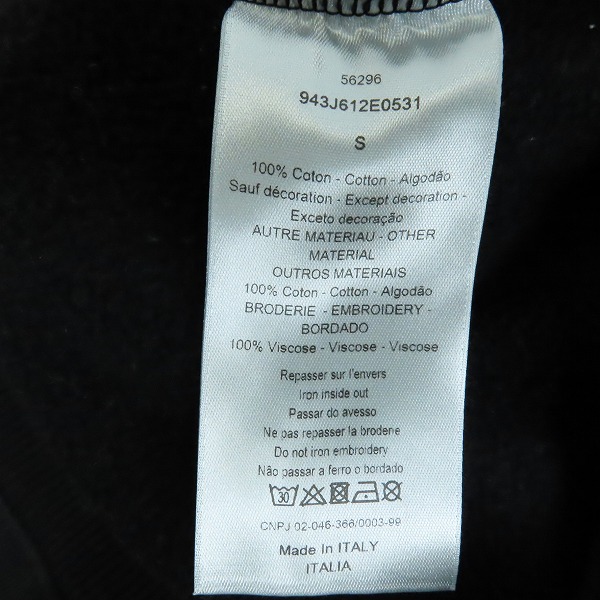 56296
943J612E0531
S
100% Coton - Cotton - Algodão
Sauf décoration - Except decoration -
Exceto decoração
AUTRE MATERIAU - OTHER
MATERIAL
OUTROS MATERIAIS
100% Coton - Cotton - Algodão
BRODERIE - EMBROIDERY -
BORDADO
100% Viscose - Viscose - Viscose
Repasser sur l'envers
Iron inside out
Passar do avesso
Ne pas repasser la broderie
Do not iron embroidery
Não passar a ferro o bordado
30
CNPJ 02-046-366/0003-99
Made In ITALY
ITALIA